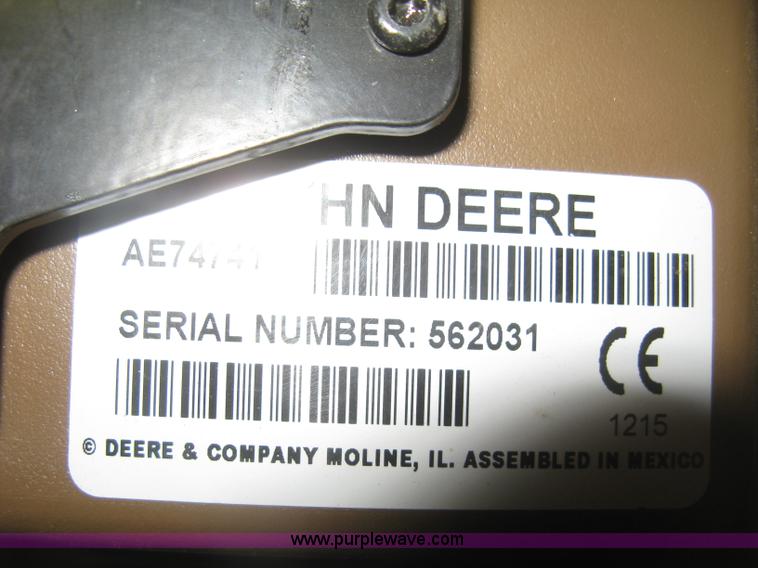 HN DEERE
SERIAL NUMBER: 562031
CE
1215
© DEERE & COMPANY MOLINE, IL. ASSEMBLED IN MEXICO
www.purplewave.com